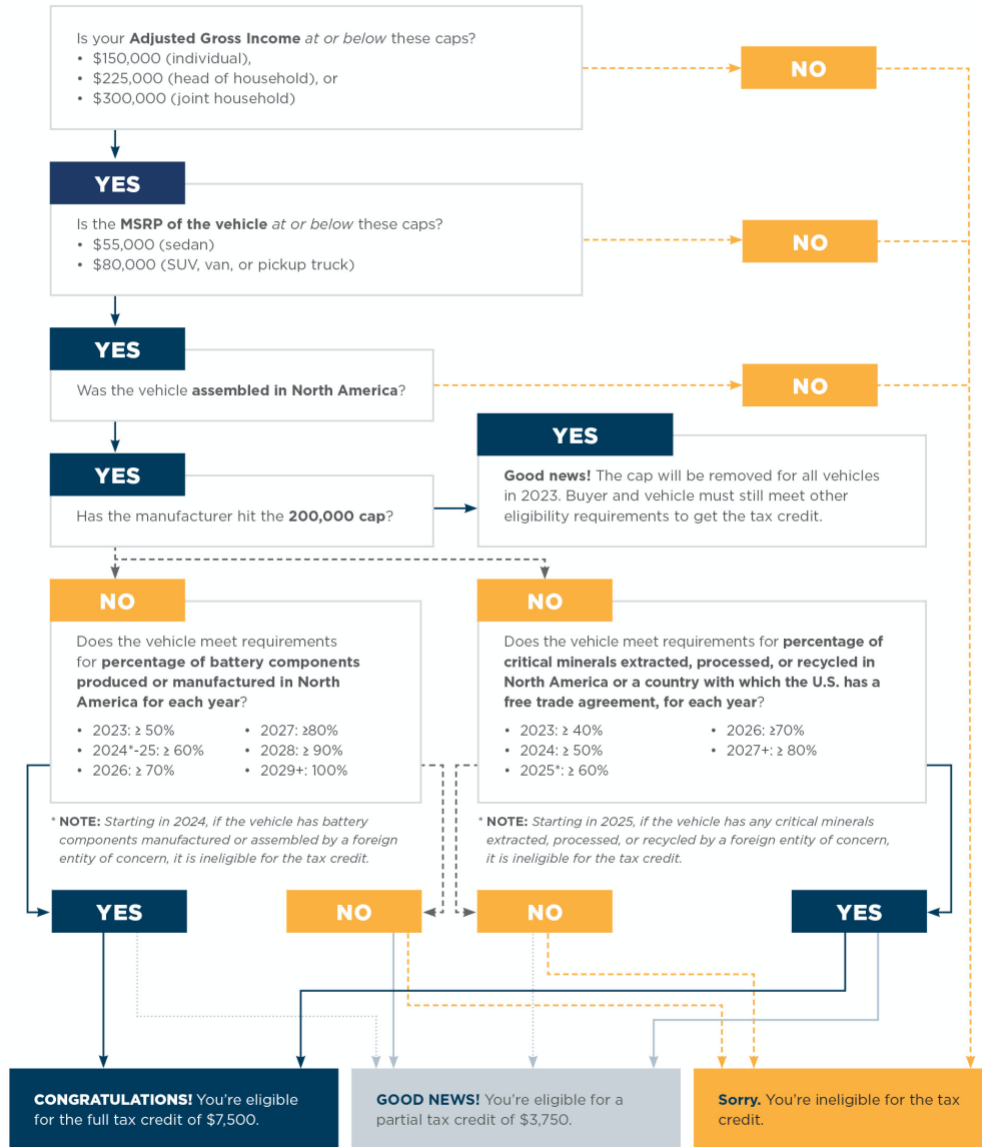 Is your Adjusted Gross Income at or below these caps?
• $150,000 (individual),
• $225,000 (head of household), or
• $300,000 (joint household)
NO
YES
Is the MSRP of the vehicle at or below these caps?
• $55,000 (sedan)
• $80,000 (SUV, van, or pickup truck)
NO
YES
Was the vehicle assembled in North America?
NO
YES
Has the manufacturer hit the 200,000 cap?
YES
Good news! The cap will be removed for all vehicles
in 2023. Buyer and vehicle must still meet other
eligibility requirements to get the tax credit.
NO
Does the vehicle meet requirements
for percentage of battery components
produced or manufactured in North
America for each year?
• 2023: ≥ 50%
• 2024*-25: ≥ 60%
• 2026: ≥ 70%
• 2027: ≥80%
• 2028: ≥ 90%
• 2029+: 100%
* NOTE: Starting in 2024, if the vehicle has battery
components manufactured or assembled by a foreign
entity of concern, it is ineligible for the tax credit.
NO
Does the vehicle meet requirements for percentage of
critical minerals extracted, processed, or recycled in
North America or a country with which the U.S. has a
free trade agreement, for each year?
• 2023: ≥ 40%
• 2024: ≥ 50%
• 2025*: ≥ 60%
• 2026: ≥70%
• 2027+: ≥ 80%
* NOTE: Starting in 2025, if the vehicle has any critical minerals
extracted, processed, or recycled by a foreign entity of concern,
it is ineligible for the tax credit.
YES
NO
NO
YES
CONGRATULATIONS! You're eligible
for the full tax credit of $7,500.
GOOD NEWS! You're eligible for a
partial tax credit of $3,750.
Sorry. You're ineligible for the tax
credit.